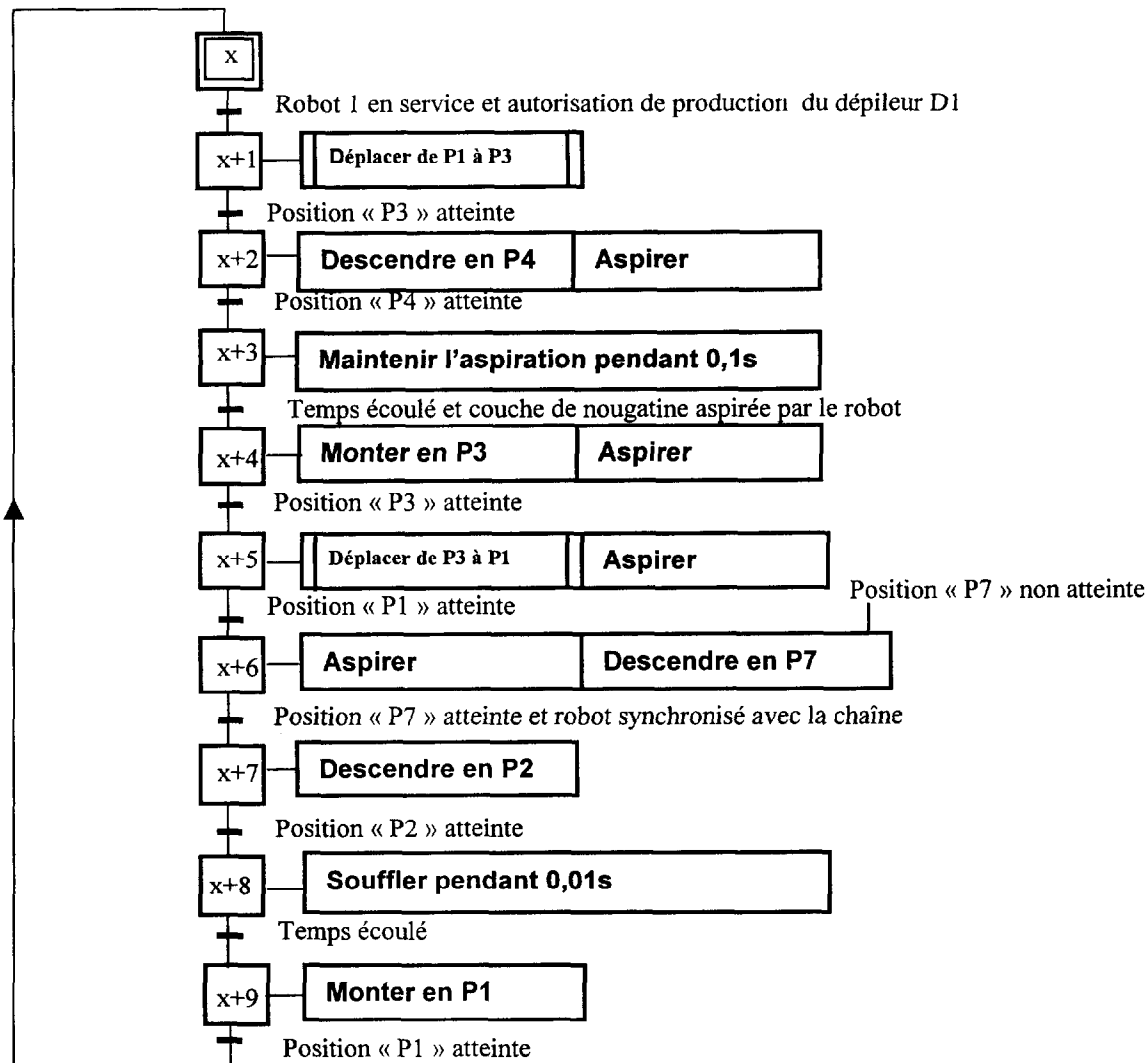 x
Robot 1 en service et autorisation de production du dépileur D1
x+1 Déplacer de P1 à P3
Position « P3 » atteinte
x+2 Descendre en P4 Aspirer
Position « P4 » atteinte
x+3 Maintenir l'aspiration pendant 0,1s
Temps écoulé et couche de nougatine aspirée par le robot
x+4 Monter en P3 Aspirer
Position « P3 » atteinte
x+5 Déplacer de P3 à P1 Aspirer
Position « P7 » non atteinte
Position « P1 » atteinte
x+6 Aspirer Descendre en P7
Position « P7 » atteinte et robot synchronisé avec la chaîne
x+7 Descendre en P2
Position « P2 » atteinte
x+8 Souffler pendant 0,01s
Temps écoulé
x+9 Monter en P1
Position « P1 » atteinte